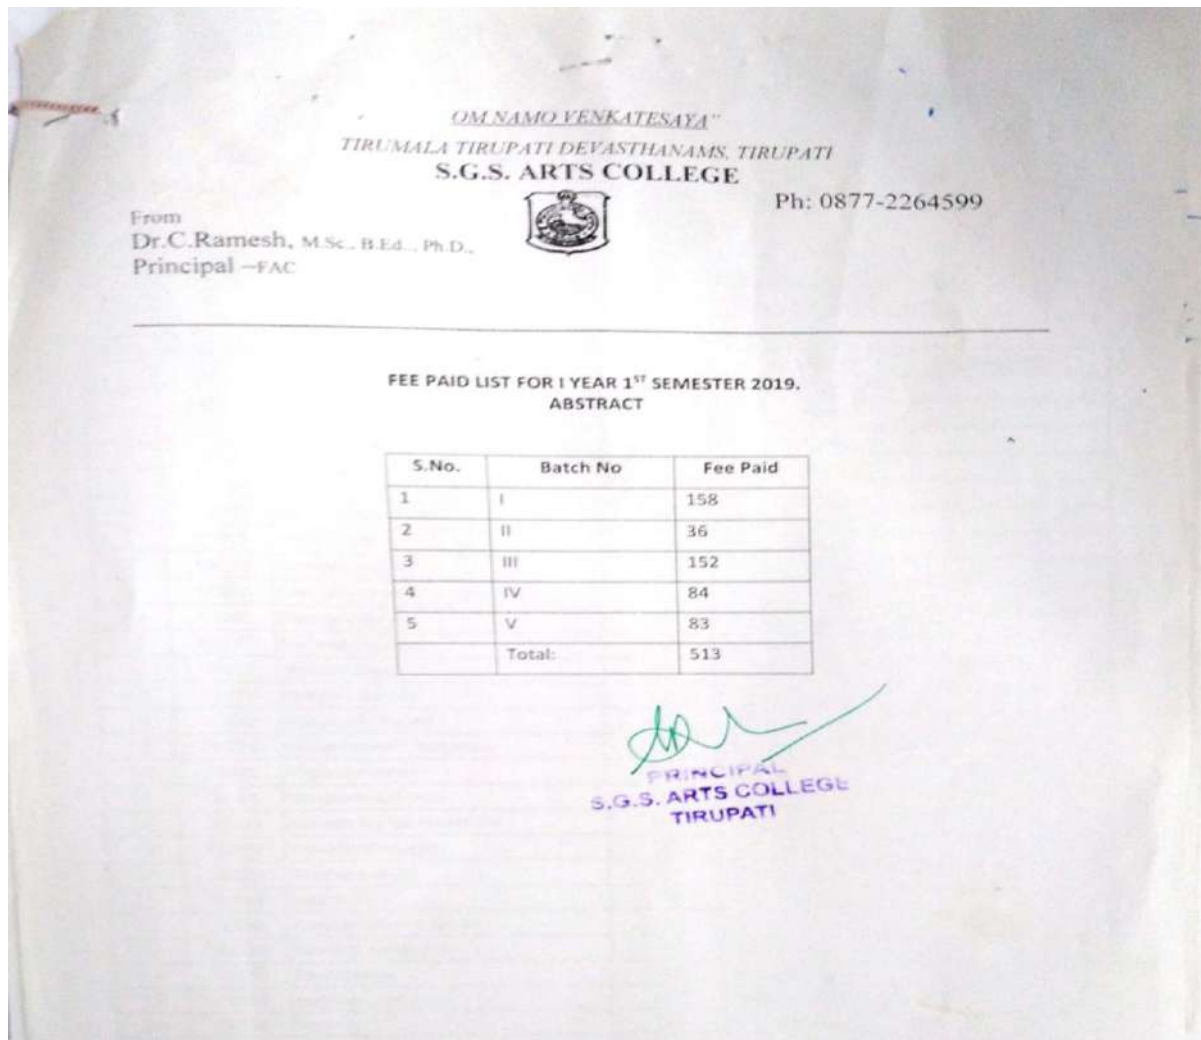 OM NAMO VENKATESAYA"
TIRUMALA TIRUPATI DEVASTHANAMS, TIRUPATI
S.G.S. ARTS COLLEGE
Ph: 0877-2264599
From
Dr.C.Ramesh, M.Sc., B.Ed., Ph.D.,
Principal –FAC
FEE PAID LIST FOR I YEAR 1ST SEMESTER 2019.
ABSTRACT
S.No. Batch No Fee Paid
1 I 158
2 II 36
3 III 152
4 IV 84
5 V 83
Total: 513
PRINCIPAL
S.G.S. ARTS COLLEGE
TIRUPATI